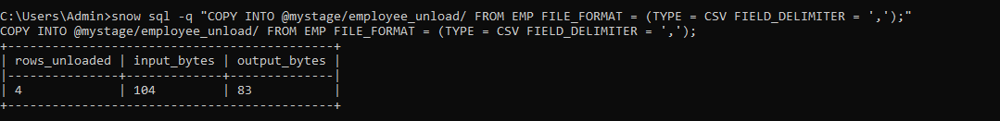 C:\Users\Admin>snow sql -q "COPY INTO @mystage/employee_unload/ FROM EMP FILE_FORMAT = (TYPE = CSV FIELD_DELIMITER = ',');"
COPY INTO @mystage/employee_unload/ FROM EMP FILE_FORMAT = (TYPE = CSV FIELD_DELIMITER = ',');
+--------------------------------------------+
| rows_unloaded | input_bytes | output_bytes |
|---------------+-------------+--------------|
| 4             | 104         | 83           |
+--------------------------------------------+